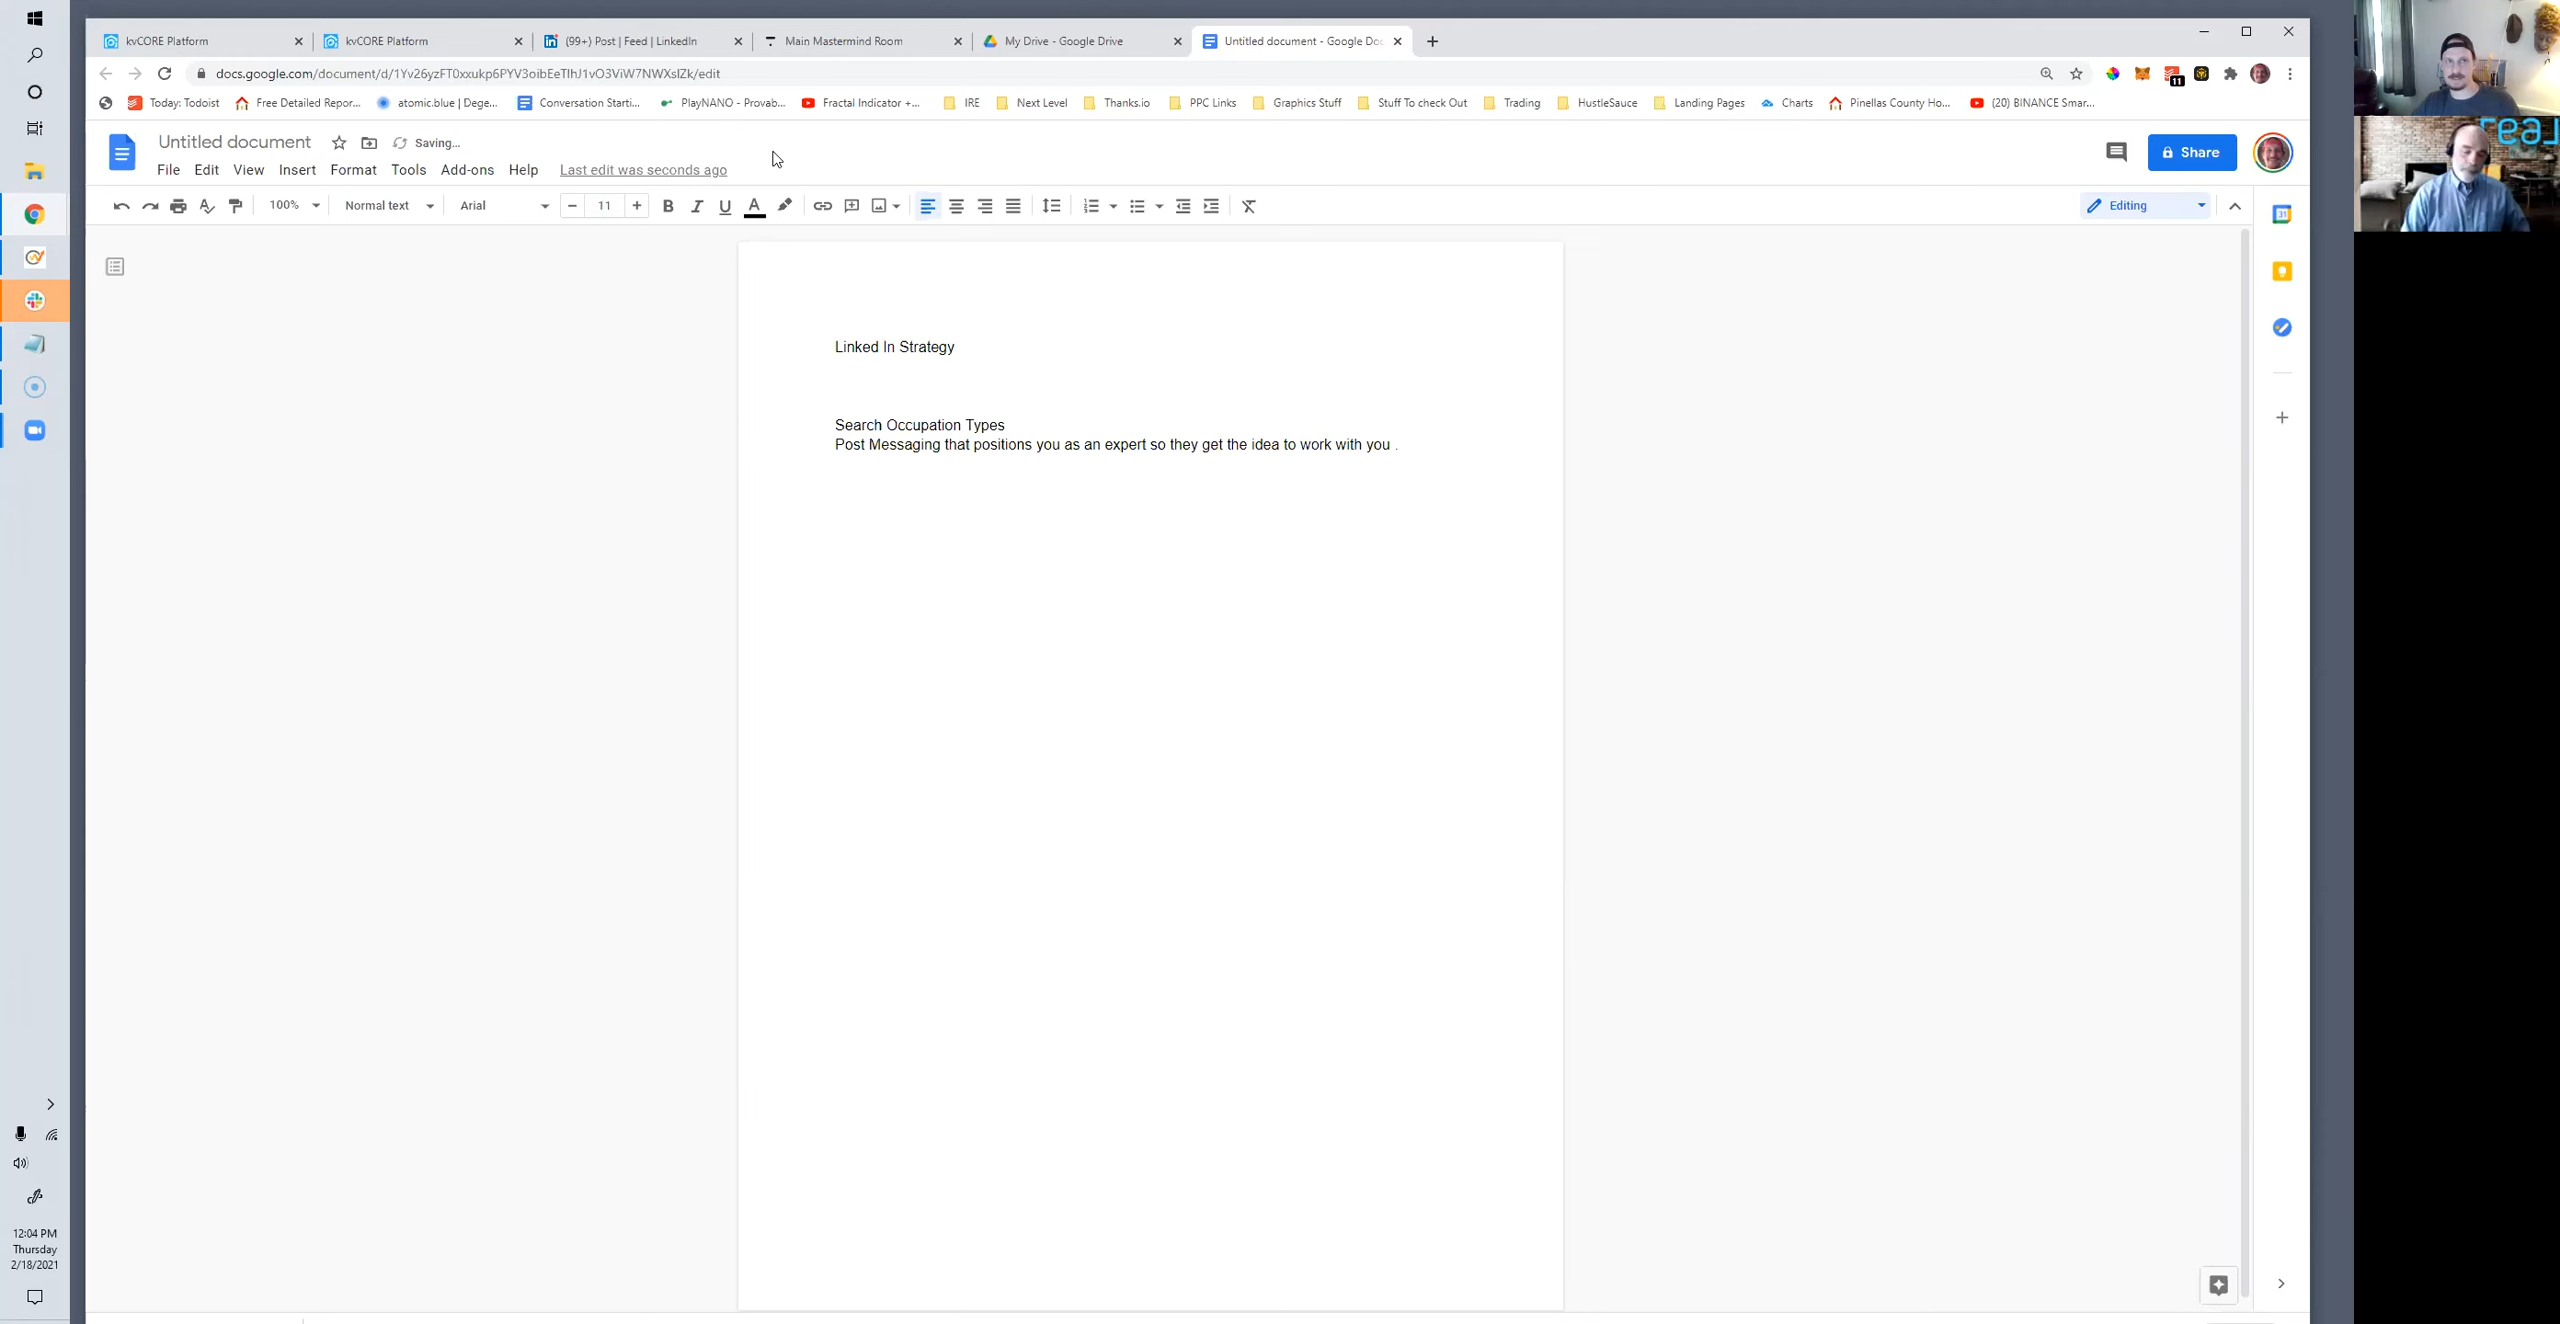 kvCORE Platform
kvCORE Platform
(99+) Post | Feed | LinkedIn
Main Mastermind Room
My Drive - Google Drive
Untitled document - Google Doc
docs.google.com/document/d/1Yv26yzFT0xxukp6PYV3oibEeTlhJ1vO3ViW7NWXsIZk/edit
11
Today: Todoist
Free Detailed Repor...
atomic.blue | Dege...
Conversation Starti...
PlayNANO - Provab...
Fractal Indicator +...
IRE
Next Level
Thanks.io
PPC Links
Graphics Stuff
Stuff To check Out
Trading
HustleSauce
Landing Pages
Charts
Pinellas County Ho...
(20) BINANCE Smar...
Untitled document
Saving...
File Edit View Insert Format Tools Add-ons Help Last edit was seconds ago
Share
100% Normal text Arial 11 B I U A
Editing
31
Linked In Strategy
Search Occupation Types
Post Messaging that positions you as an expert so they get the idea to work with you .
12:04 PM
Thursday
2/18/2021